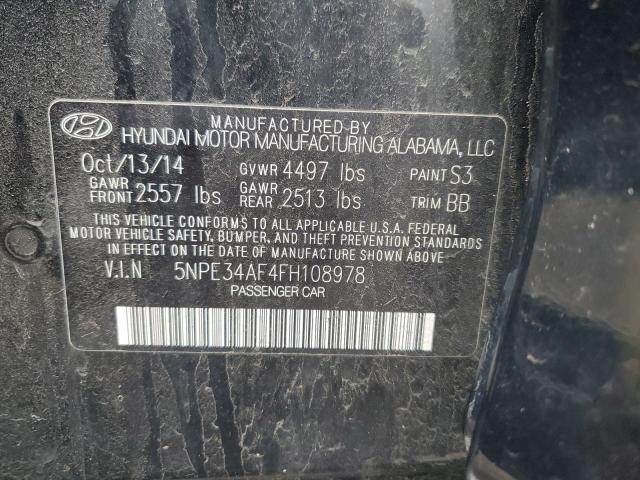 MANUFACTURED BY
HYUNDAI MOTOR MANUFACTURING ALABAMA, LLC
Oct/13/14 GVWR 4497 lbs PAINT S3
GAWR FRONT 2557 lbs GAWR REAR 2513 lbs TRIM BB
THIS VEHICLE CONFORMS TO ALL APPLICABLE U.S.A. FEDERAL
MOTOR VEHICLE SAFETY, BUMPER, AND THEFT PREVENTION STANDARDS
IN EFFECT ON THE DATE OF MANUFACTURE SHOWN ABOVE.
V.I.N 5NPE34AF4FH108978
PASSENGER CAR